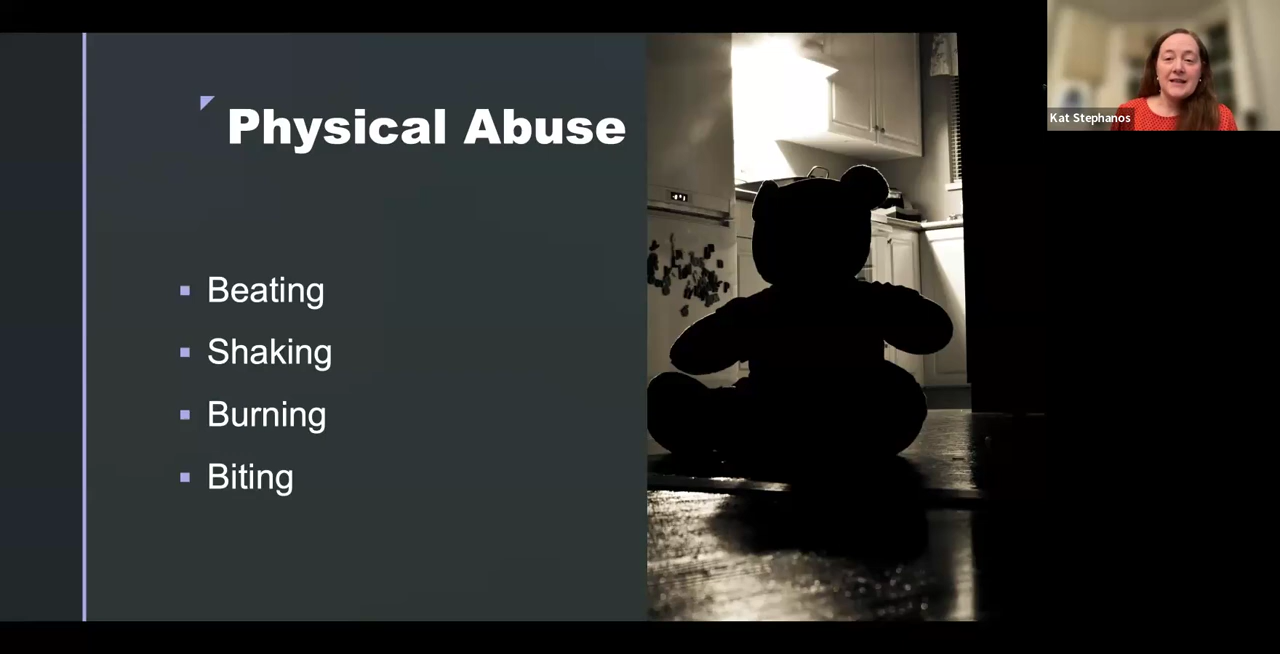 Physical Abuse
Beating
Shaking
Burning
Biting
Kat Stephanos